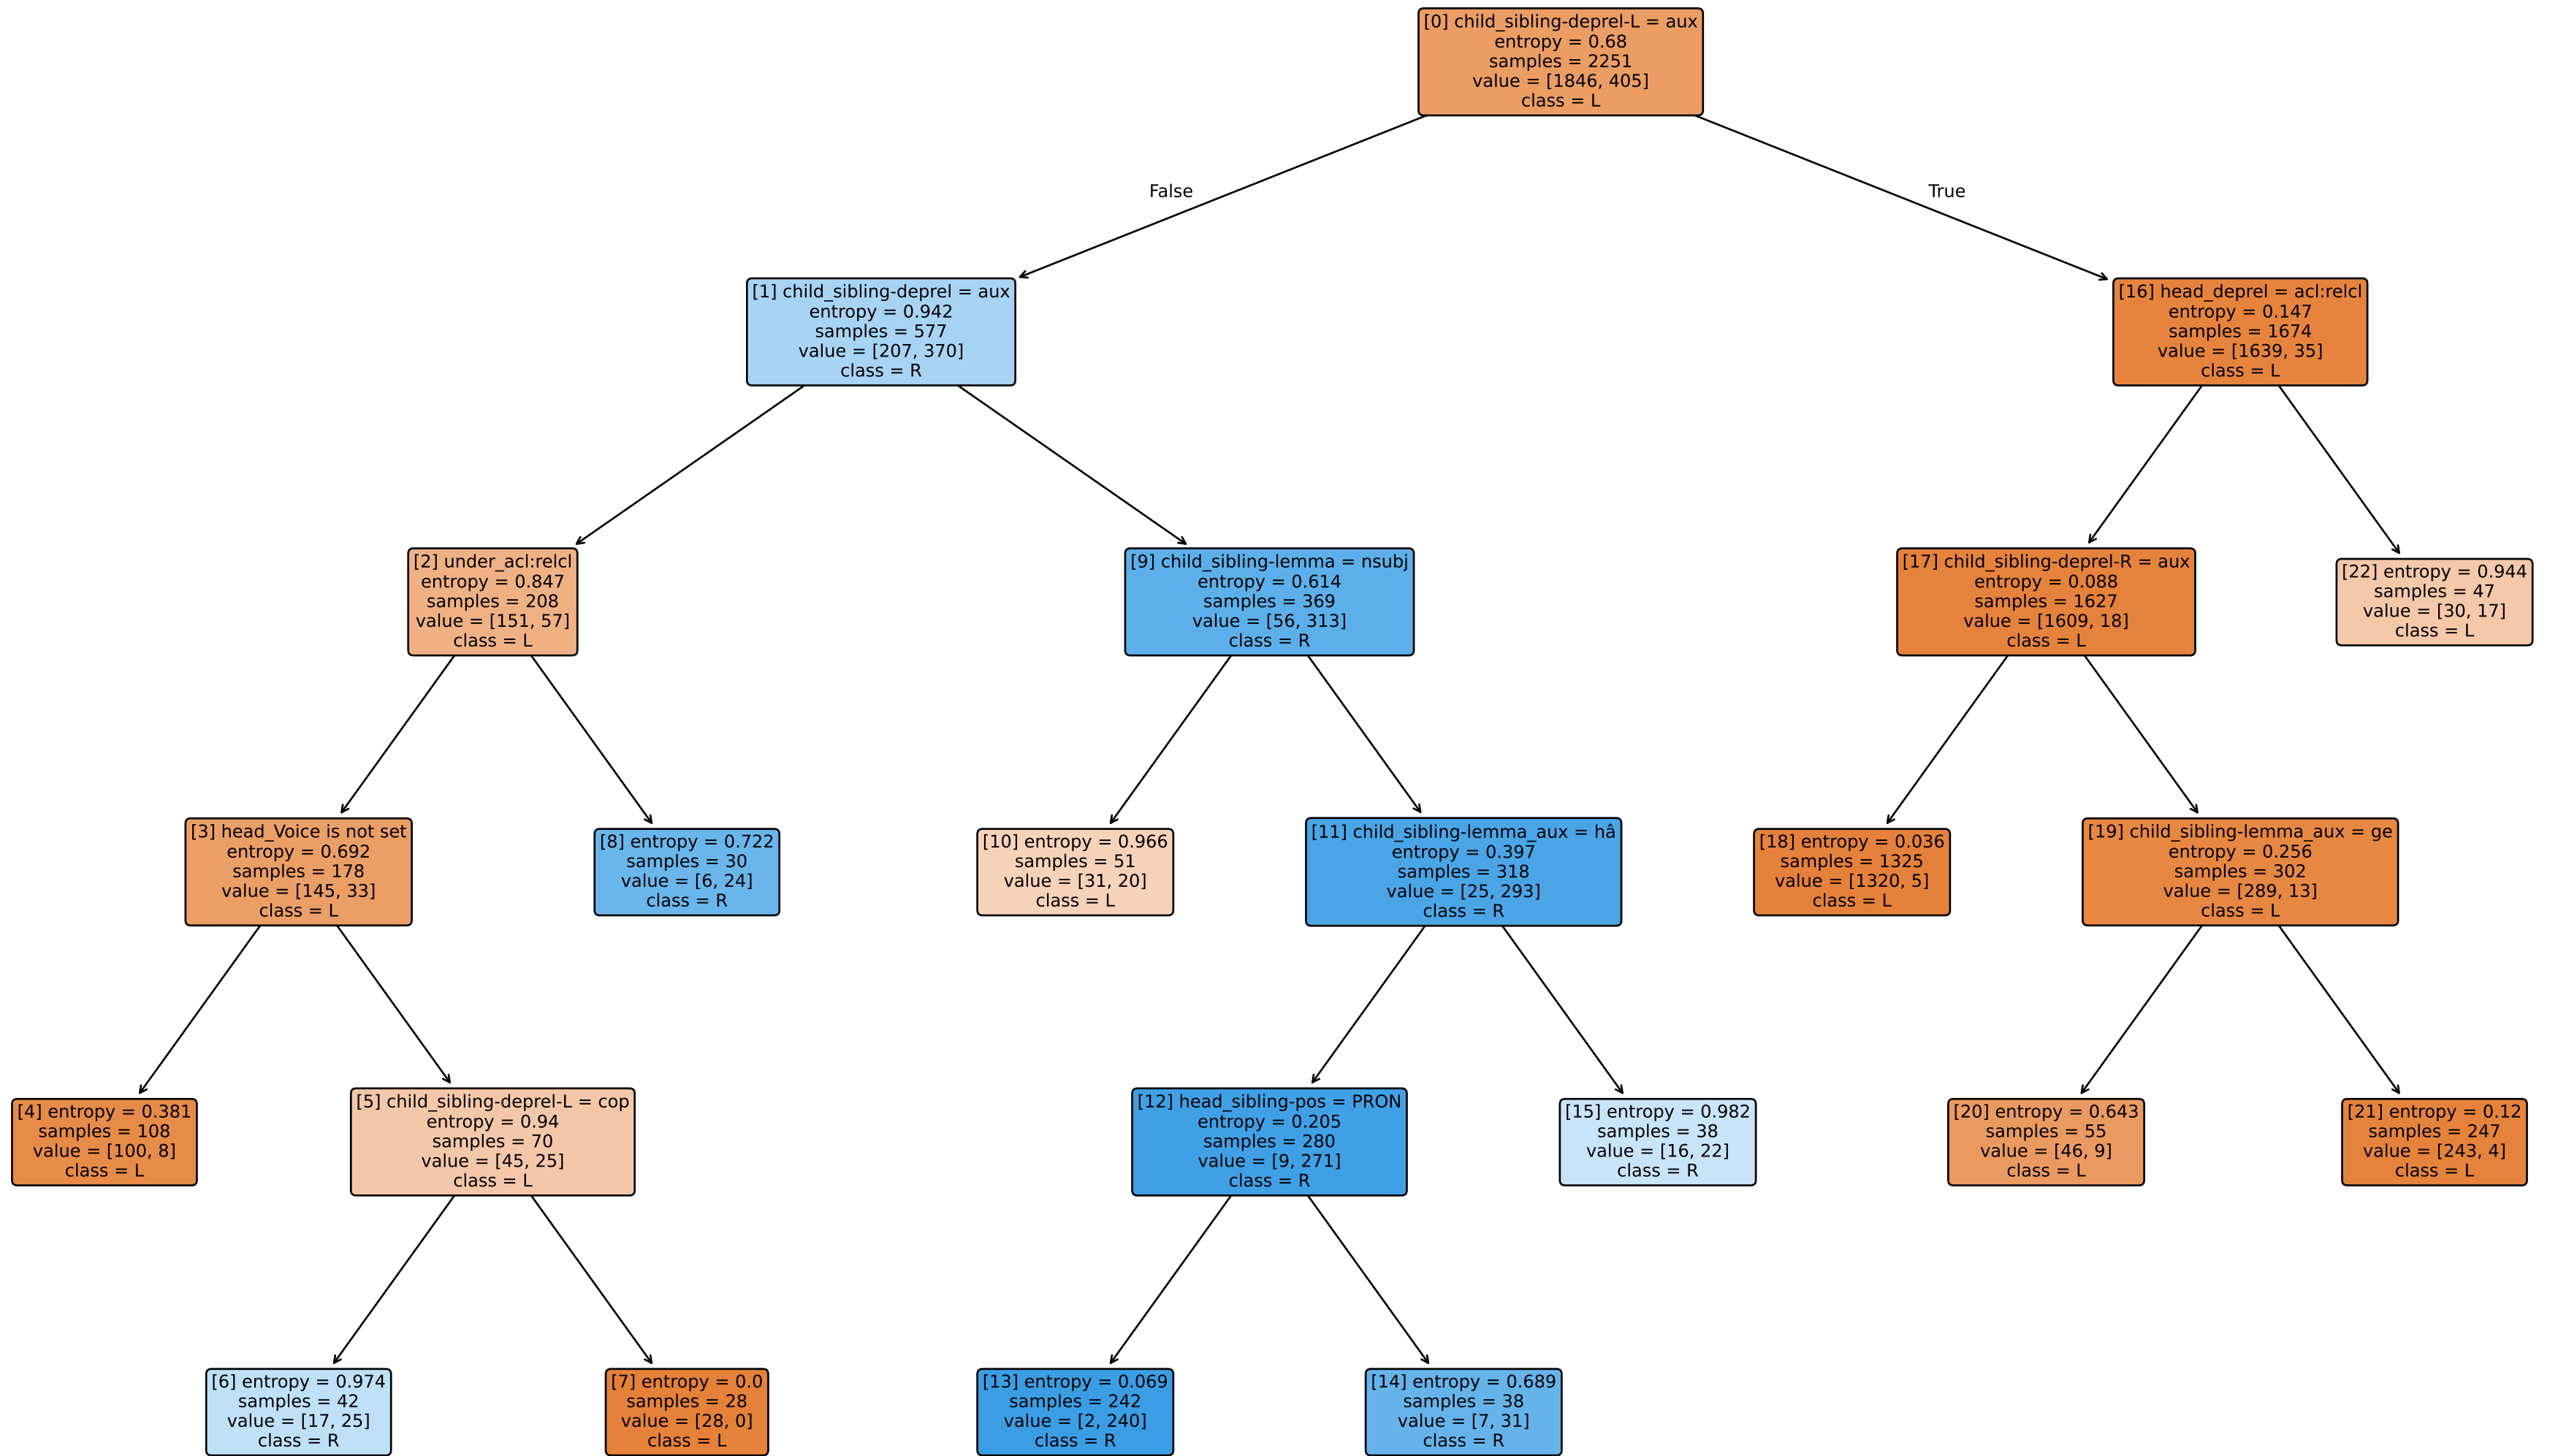 [0] child_sibling-deprel-L = aux
entropy = 0.68
samples = 2251
value = [1846, 405]
class = L
False
True
[1] child_sibling-deprel = aux
entropy = 0.942
samples = 577
value = [207, 370]
class = R
[16] head_deprel = acl:relcl
entropy = 0.147
samples = 1674
value = [1639, 35]
class = L
[2] under_acl:relcl
entropy = 0.847
samples = 208
value = [151, 57]
class = L
[9] child_sibling-lemma = nsubj
entropy = 0.614
samples = 369
value = [56, 313]
class = R
[17] child_sibling-deprel-R = aux
entropy = 0.088
samples = 1627
value = [1609, 18]
class = L
[22] entropy = 0.944
samples = 47
value = [30, 17]
class = L
[3] head_Voice is not set
entropy = 0.692
samples = 178
value = [145, 33]
class = L
[8] entropy = 0.722
samples = 30
value = [6, 24]
class = R
[10] entropy = 0.966
samples = 51
value = [31, 20]
class = L
[11] child_sibling-lemma_aux = hâ
entropy = 0.397
samples = 318
value = [25, 293]
class = R
[18] entropy = 0.036
samples = 1325
value = [1320, 5]
class = L
[19] child_sibling-lemma_aux = ge
entropy = 0.256
samples = 302
value = [289, 13]
class = L
[4] entropy = 0.381
samples = 108
value = [100, 8]
class = L
[5] child_sibling-deprel-L = cop
entropy = 0.94
samples = 70
value = [45, 25]
class = L
[12] head_sibling-pos = PRON
entropy = 0.205
samples = 280
value = [9, 271]
class = R
[15] entropy = 0.982
samples = 38
value = [16, 22]
class = R
[20] entropy = 0.643
samples = 55
value = [46, 9]
class = L
[21] entropy = 0.12
samples = 247
value = [243, 4]
class = L
[6] entropy = 0.974
samples = 42
value = [17, 25]
class = R
[7] entropy = 0.0
samples = 28
value = [28, 0]
class = L
[13] entropy = 0.069
samples = 242
value = [2, 240]
class = R
[14] entropy = 0.689
samples = 38
value = [7, 31]
class = R